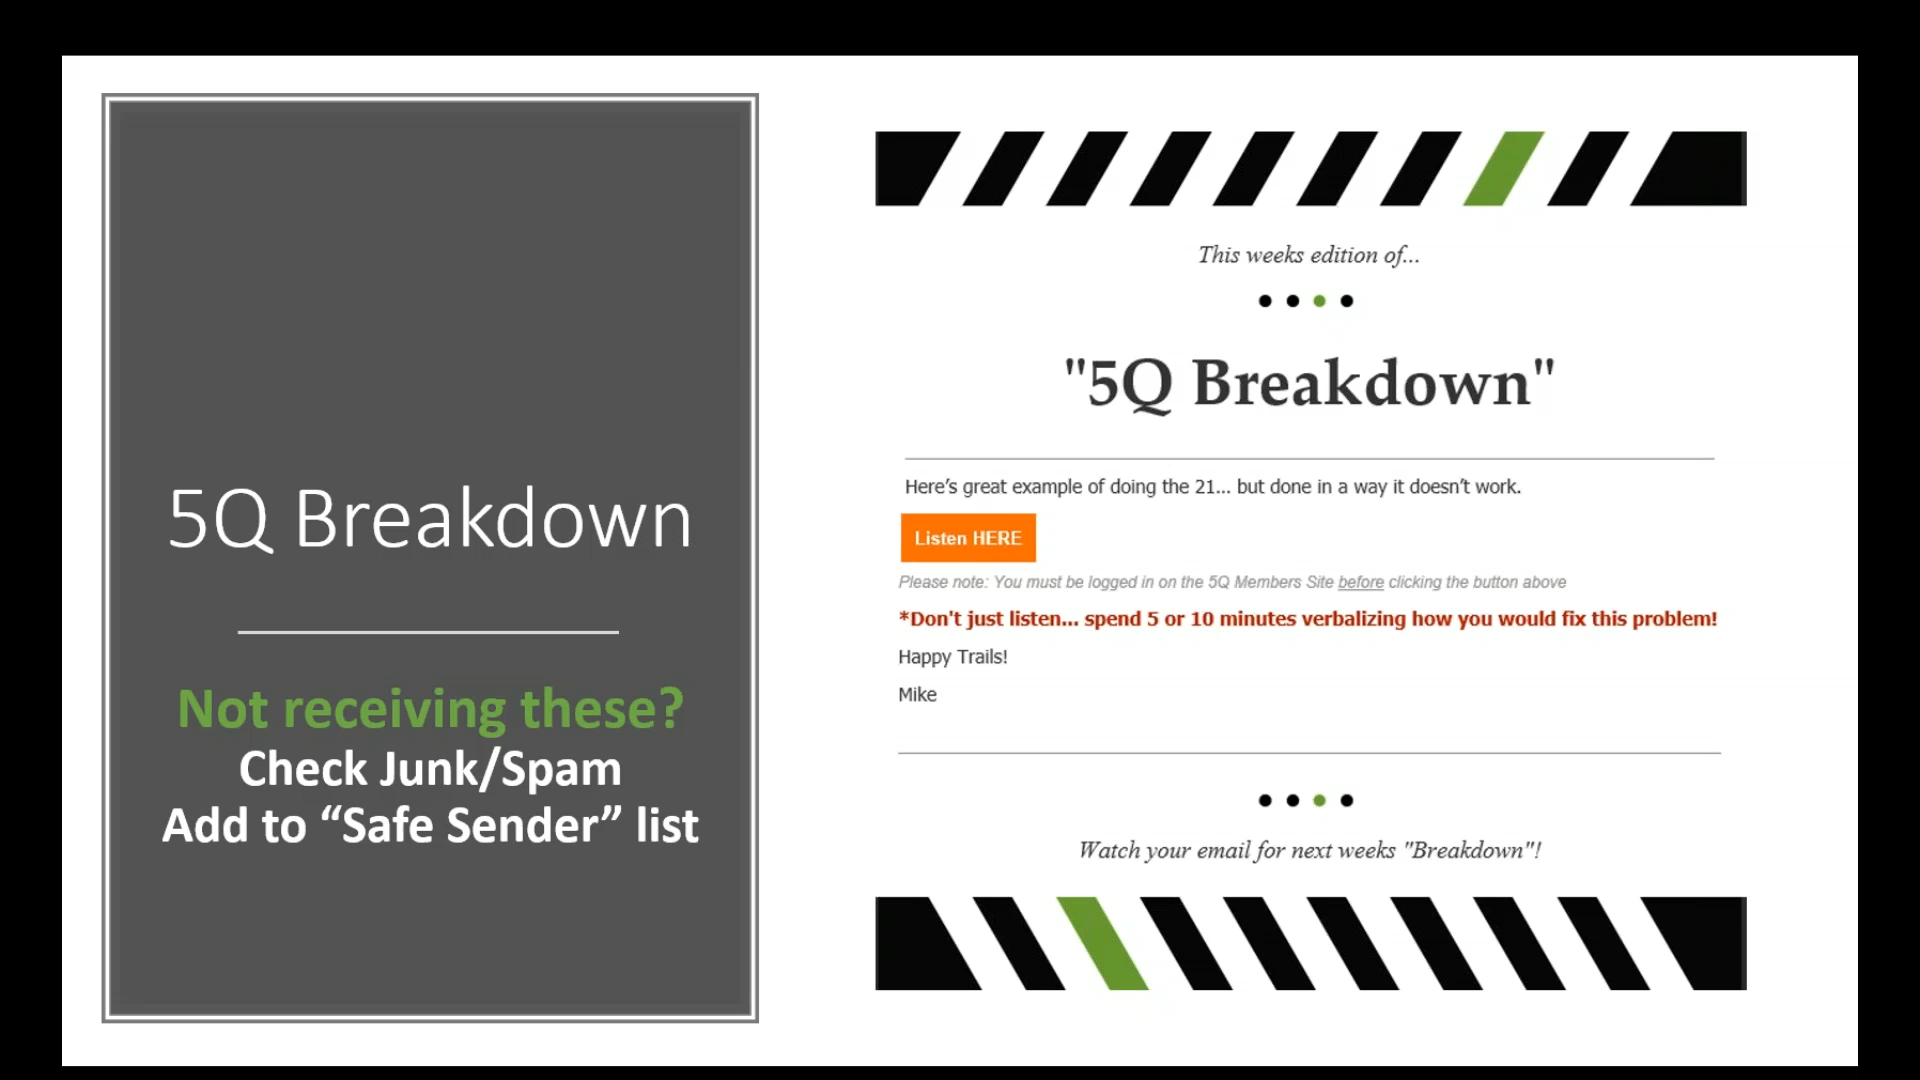 5Q Breakdown
Not receiving these?
Check Junk/Spam
Add to “Safe Sender” list
This weeks edition of...
"5Q Breakdown"
Here’s great example of doing the 21... but done in a way it doesn’t work.
Listen HERE
Please note: You must be logged in on the 5Q Members Site before clicking the button above
*Don't just listen... spend 5 or 10 minutes verbalizing how you would fix this problem!
Happy Trails!
Mike
Watch your email for next weeks "Breakdown"!